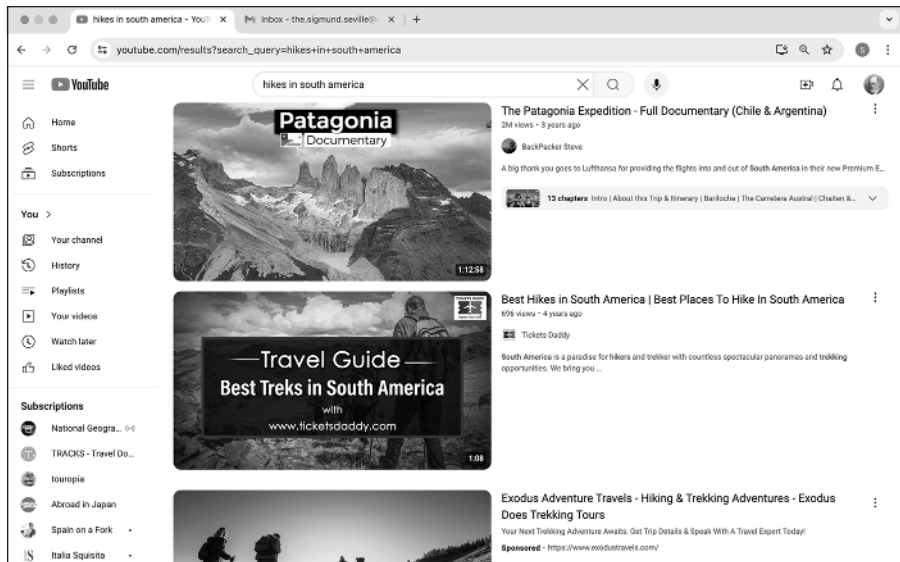 hikes in south america - YouT
Inbox - the.sigmund.seville@
youtube.com/results?search_query=hikes+in+south+america
S
YouTube
hikes in south america
Home
Shorts
Subscriptions
You
Your channel
History
Playlists
Your videos
Watch later
Liked videos
Subscriptions
National Geogra...
TRACKS - Travel Do...
touropia
Abroad in Japan
Spain on a Fork
Italia Squisita
Patagonia
Documentary
1:12:58
The Patagonia Expedition - Full Documentary (Chile & Argentina)
2M views • 3 years ago
BackPacker Steve
A big thank you goes to Lufthansa for providing the flights into and out of South America in their new Premium E...
13 chapters Intro | About this Trip & Itinerary | Bariloche | The Carretera Austral | Chaiten &...
Travel Guide
Best Treks in South America
with
www.ticketsdaddy.com
1:08
Best Hikes in South America | Best Places To Hike In South America
696 views • 4 years ago
Tickets Daddy
South America is a paradise for hikers and trekker with countless spectacular panoramas and trekking
opportunities. We bring you ...
Exodus Adventure Travels - Hiking & Trekking Adventures - Exodus
Does Trekking Tours
Your Next Trekking Adventure Awaits. Get Trip Details & Speak With A Travel Expert Today!
Sponsored - https://www.exodustravels.com/